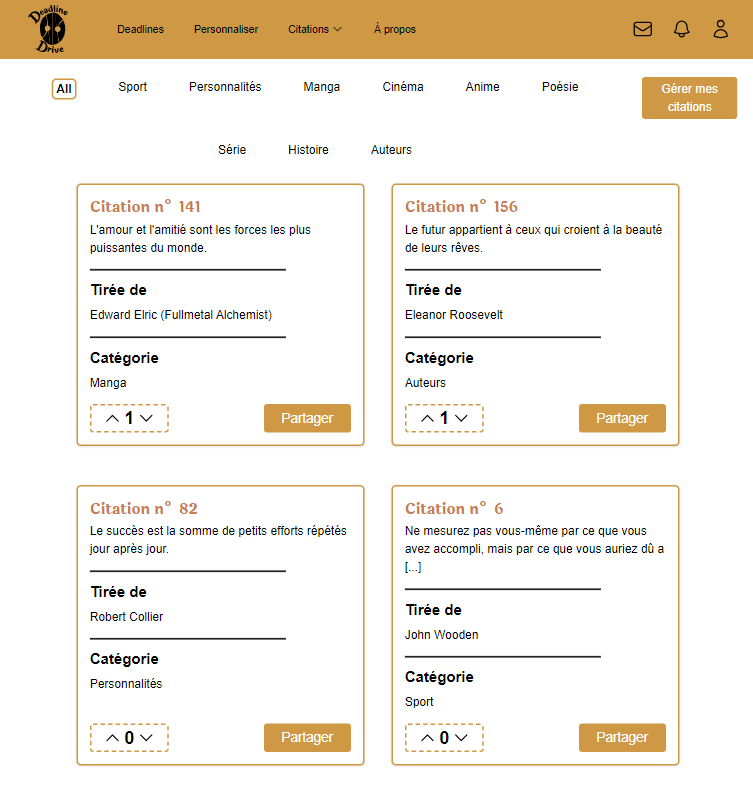 Deadline
Drive
Deadlines
Personnaliser
Citations
À propos
All
Sport
Personnalités
Manga
Cinéma
Anime
Poésie
Gérer mes
citations
Série
Histoire
Auteurs
Citation n° 141
L'amour et l'amitié sont les forces les plus
puissantes du monde.
Tirée de
Edward Elric (Fullmetal Alchemist)
Catégorie
Manga
1
Partager
Citation n° 156
Le futur appartient à ceux qui croient à la beauté
de leurs rêves.
Tirée de
Eleanor Roosevelt
Catégorie
Auteurs
1
Partager
Citation n° 82
Le succès est la somme de petits efforts répétés
jour après jour.
Tirée de
Robert Collier
Catégorie
Personnalités
0
Partager
Citation n° 6
Ne mesurez pas vous-même par ce que vous
avez accompli, mais par ce que vous auriez dû a
[...]
Tirée de
John Wooden
Catégorie
Sport
0
Partager